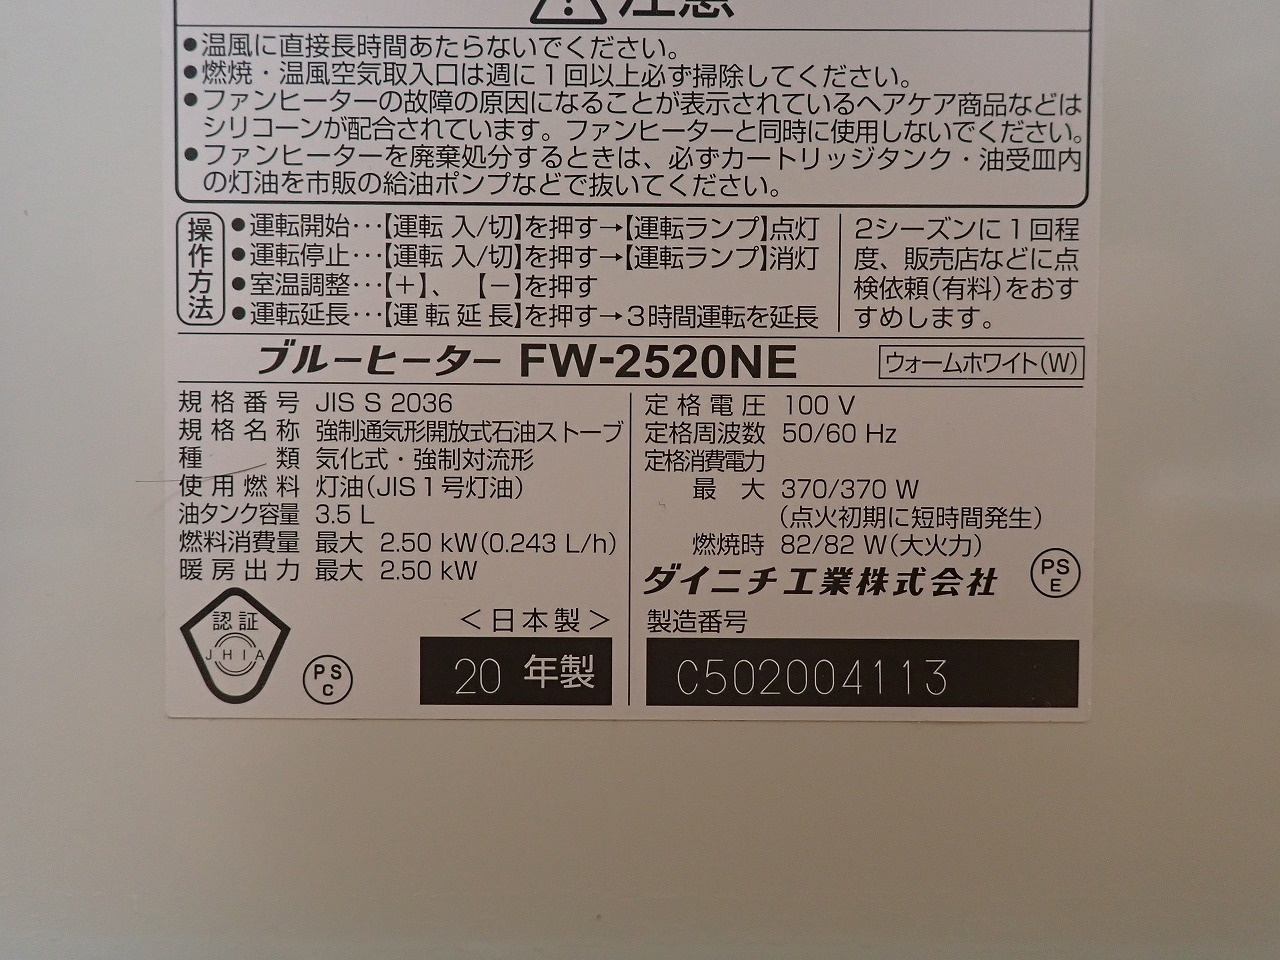 注意
●温風に直接長時間あたらないでください。
●燃焼・温風空気取入口は週に1回以上必ず掃除してください。
●ファンヒーターの故障の原因になることが表示されているヘアケア商品などは
シリコーンが配合されています。ファンヒーターと同時に使用しないでください。
●ファンヒーターを廃棄処分するときは、必ずカートリッジタンク・油受皿内
の灯油を市販の給油ポンプなどで抜いてください。
操作方法
●運転開始･･･【運転 入/切】を押す→【運転ランプ】点灯
●運転停止･･･【運転 入/切】を押す→【運転ランプ】消灯
●室温調整･･･【＋】、【－】を押す
●運転延長･･･【運転延長】を押す→3時間運転を延長
2シーズンに1回程
度、販売店などに点
検依頼(有料)をおす
すめします。
ブルーヒーター FW-2520NE
ウォームホワイト(W)
規格番号 JIS S 2036
規格名称 強制通気形開放式石油ストーブ
種類 気化式・強制対流形
使用燃料 灯油(JIS1号灯油)
油タンク容量 3.5 L
燃料消費量 最大 2.50 kW(0.243 L/h)
暖房出力 最大 2.50 kW
定格電圧 100 V
定格周波数 50/60 Hz
定格消費電力
最大 370/370 W
(点火初期に短時間発生)
燃焼時 82/82 W(大火力)
ダイニチ工業株式会社
PS
E
認証
JHIA
PS
C
＜日本製＞
20 年製
製造番号
C502004113